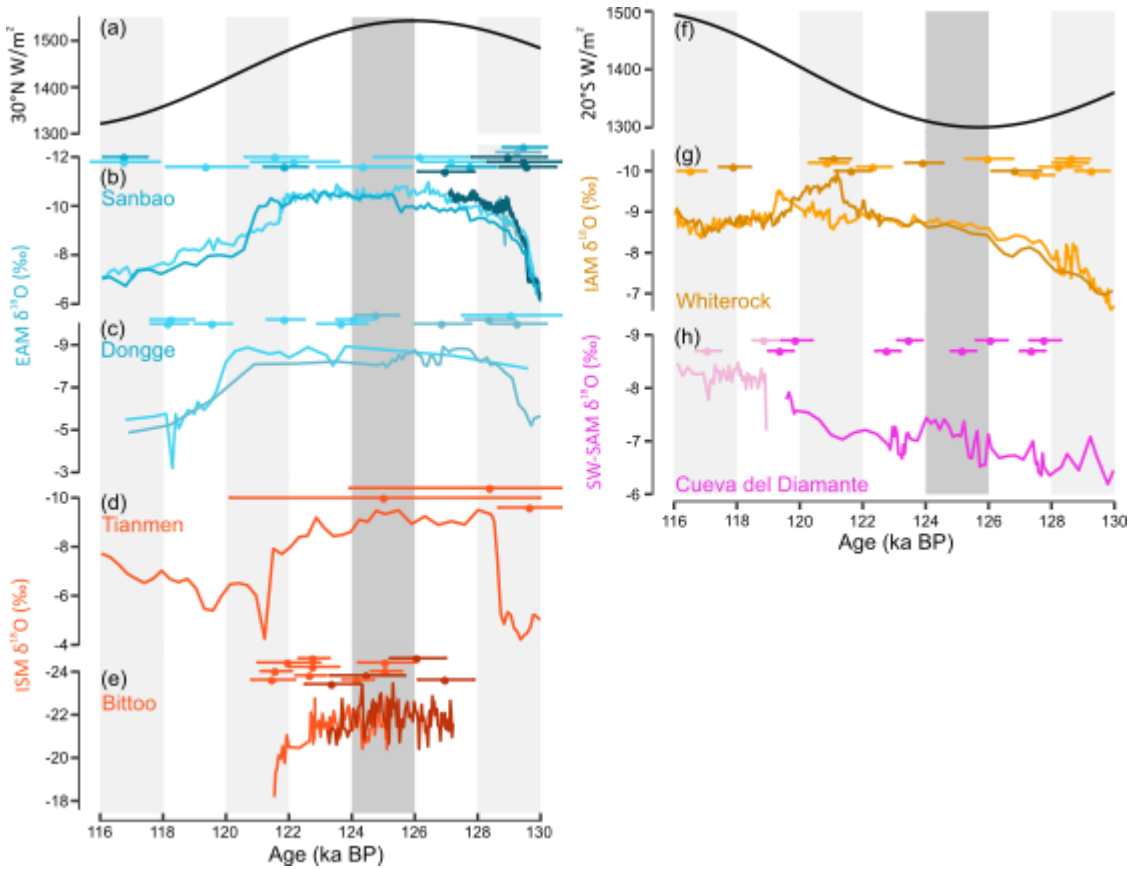 (a)
30°N W/m²
1500
1400
1300
(b)
Sanbao
-12
-10
-8
-6
EAM δ¹⁸O (‰)
(c)
Dongge
-9
-7
-5
-3
(d)
Tianmen
-10
-8
-6
-4
ISM δ¹⁸O (‰)
(e)
Bittoo
-24
-22
-20
-18
116 118 120 122 124 126 128 130
Age (ka BP)
(f)
20°S W/m²
1500
1400
1300
(g)
-10
-9
-8
-7
IAM δ¹⁸O (‰)
Whiterock
(h)
-9
-8
-7
-6
SW-SAM δ¹⁸O (‰)
Cueva del Diamante
116 118 120 122 124 126 128 130
Age (ka BP)